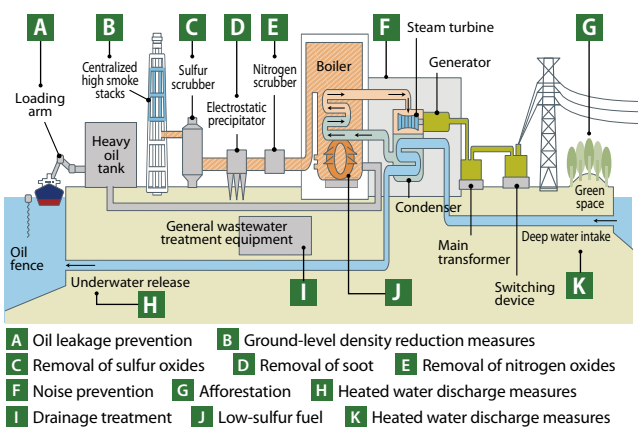 A
B
C
D
E
F
G
Loading
arm
Centralized
high smoke
stacks
Sulfur
scrubber
Electrostatic
precipitator
Nitrogen
scrubber
Boiler
Steam turbine
Generator
Heavy
oil tank
Oil
fence
General wastewater
treatment equipment
Condenser
Main
transformer
Switching
device
Green
space
Deep water intake
Underwater release
H
I
J
K
A Oil leakage prevention
B Ground-level density reduction measures
C Removal of sulfur oxides
D Removal of soot
E Removal of nitrogen oxides
F Noise prevention
G Afforestation
H Heated water discharge measures
I Drainage treatment
J Low-sulfur fuel
K Heated water discharge measures